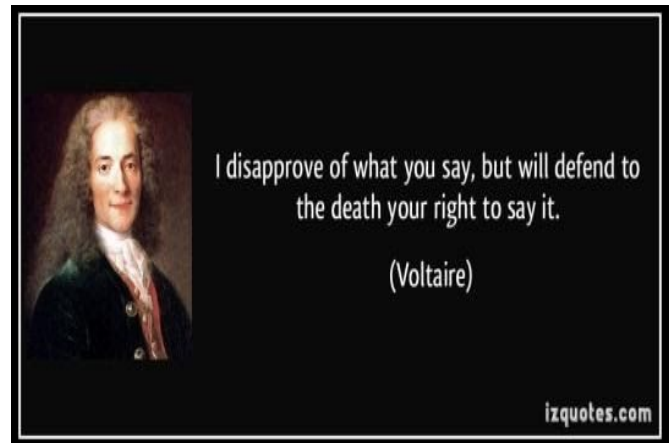 I disapprove of what you say, but will defend to
the death your right to say it.
(Voltaire)
izquotes.com